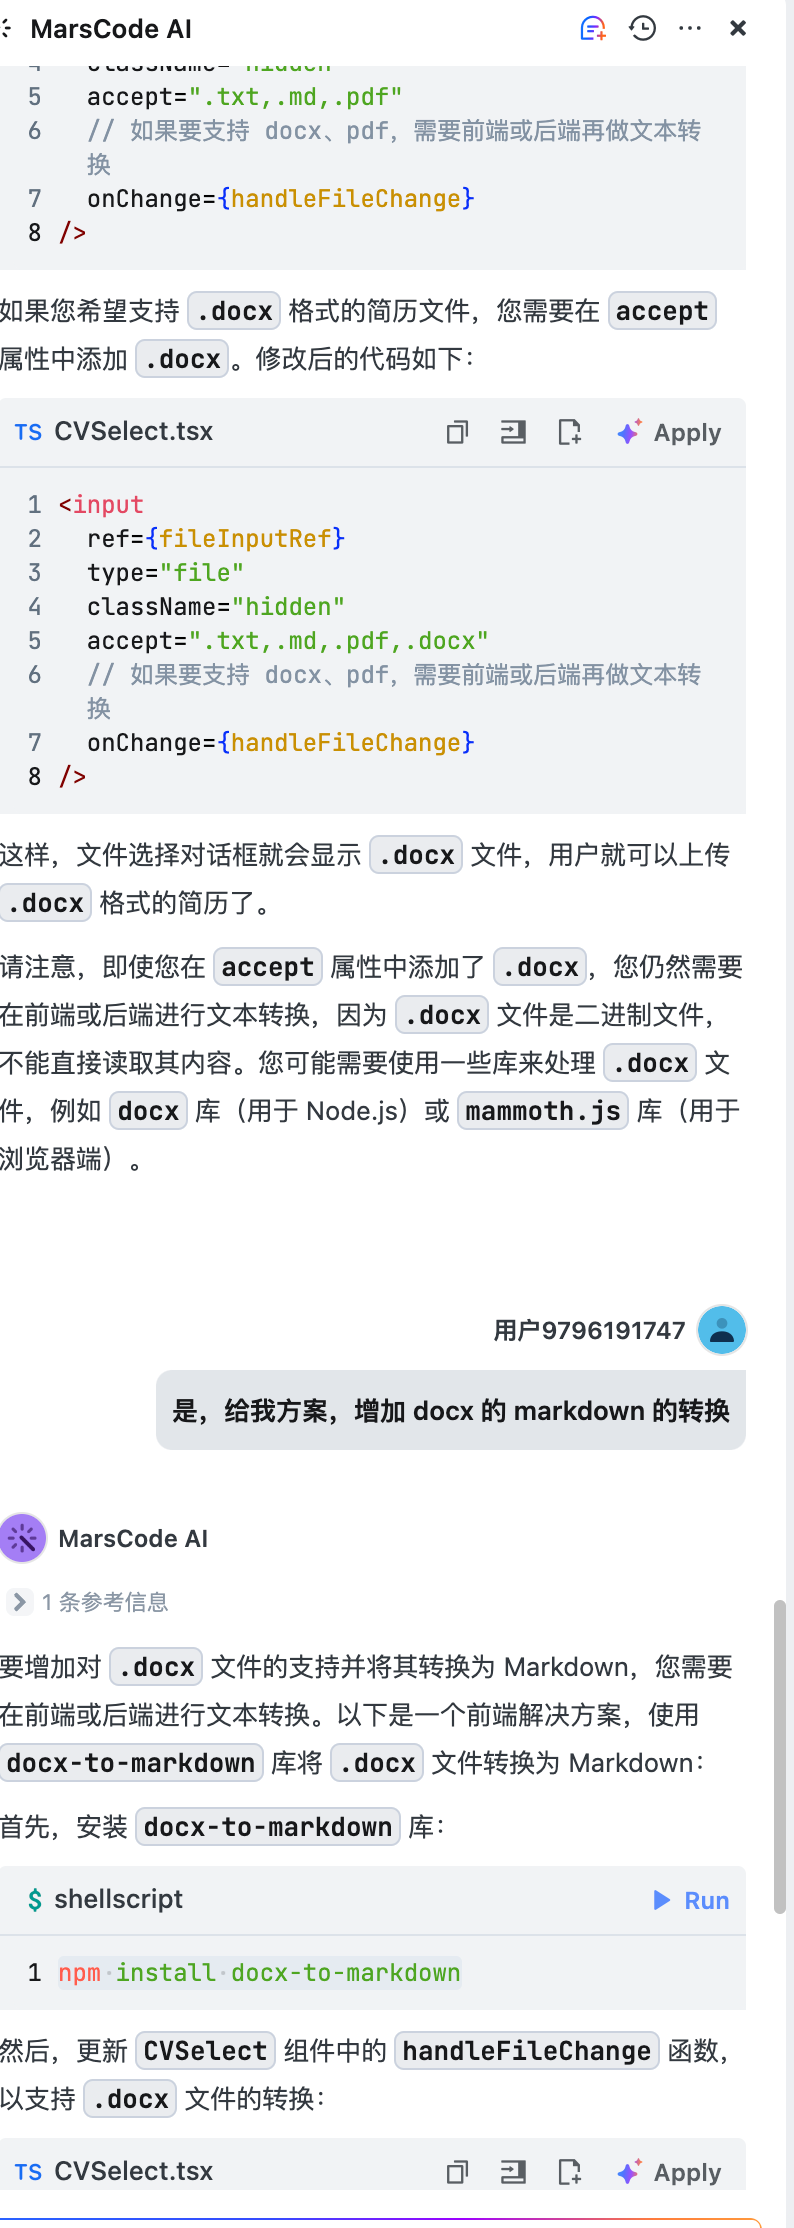 MarsCode AI
4 className="hidden"
5 accept=".txt,.md,.pdf"
6 // 如果要支持 docx、pdf，需要前端或后端再做文本转
换
7 onChange={handleFileChange}
8 />
如果您希望支持 .docx 格式的简历文件，您需要在 accept
属性中添加 .docx 。修改后的代码如下：
TS CVSelect.tsx Apply
1 <input
2 ref={fileInputRef}
3 type="file"
4 className="hidden"
5 accept=".txt,.md,.pdf,.docx"
6 // 如果要支持 docx、pdf，需要前端或后端再做文本转
换
7 onChange={handleFileChange}
8 />
这样，文件选择对话框就会显示 .docx 文件，用户就可以上传
.docx 格式的简历了。
请注意，即使您在 accept 属性中添加了 .docx ，您仍然需要
在前端或后端进行文本转换，因为 .docx 文件是二进制文件，
不能直接读取其内容。您可能需要使用一些库来处理 .docx 文
件，例如 docx 库（用于 Node.js）或 mammoth.js 库（用于
浏览器端）。
用户9796191747
是，给我方案，增加 docx 的 markdown 的转换
MarsCode AI
1 条参考信息
要增加对 .docx 文件的支持并将其转换为 Markdown，您需要
在前端或后端进行文本转换。以下是一个前端解决方案，使用
docx-to-markdown 库将 .docx 文件转换为 Markdown：
首先，安装 docx-to-markdown 库：
$ shellscript Run
1 npm install docx-to-markdown
然后，更新 CVSelect 组件中的 handleFileChange 函数，
以支持 .docx 文件的转换：
TS CVSelect.tsx Apply